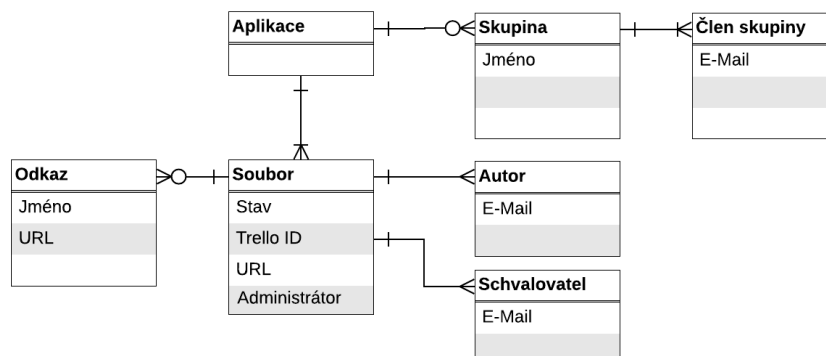 Aplikace
Skupina
Jméno
Člen skupiny
E-Mail
Odkaz
Jméno
URL
Soubor
Stav
Trello ID
URL
Administrátor
Autor
E-Mail
Schvalovatel
E-Mail